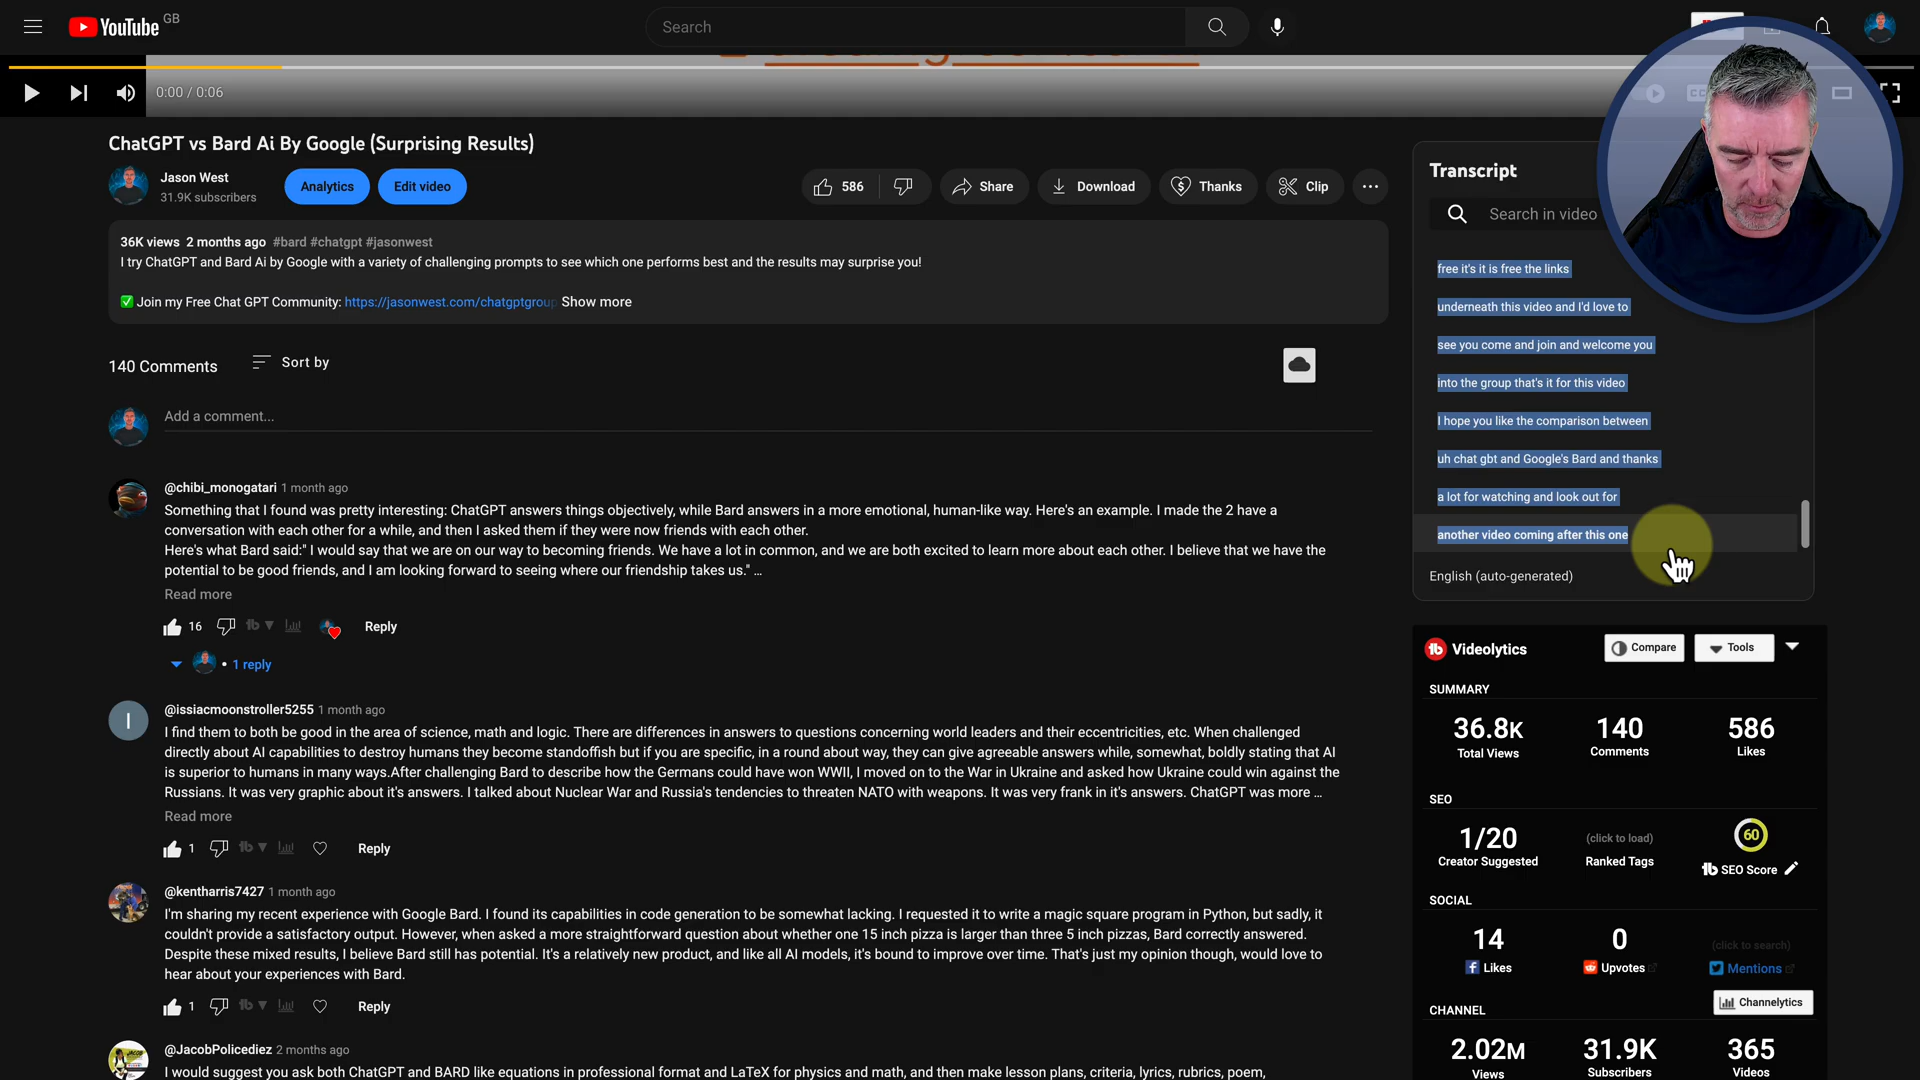 YouTube GB
Search
0:00 / 0:06
ChatGPT vs Bard Ai By Google (Surprising Results)
Jason West
31.9K subscribers
Analytics
Edit video
586
Share
Download
Thanks
Clip
36K views 2 months ago #bard #chatgpt #jasonwest
I try ChatGPT and Bard Ai by Google with a variety of challenging prompts to see which one performs best and the results may surprise you!
Join my Free Chat GPT Community: https://jasonwest.com/chatgptgroup Show more
140 Comments
Sort by
Add a comment...
@chibi_monogatari 1 month ago
Something that I found was pretty interesting: ChatGPT answers things objectively, while Bard answers in a more emotional, human-like way. Here's an example. I made the 2 have a
conversation with each other for a while, and then I asked them if they were now friends with each other.
Here's what Bard said:" I would say that we are on our way to becoming friends. We have a lot in common, and we are both excited to learn more about each other. I believe that we have the
potential to be good friends, and I am looking forward to seeing where our friendship takes us." ...
Read more
16
Reply
1 reply
I
@issiacmoonstroller5255 1 month ago
I find them to both be good in the area of science, math and logic. There are differences in answers to questions concerning world leaders and their eccentricities, etc. When challenged
directly about AI capabilities to destroy humans they become standoffish but if you are specific, in a round about way, they can give agreeable answers while, somewhat, boldly stating that AI
is superior to humans in many ways.After challenging Bard to describe how the Germans could have won WWII, I moved on to the War in Ukraine and asked how Ukraine could win against the
Russians. It was very graphic about it's answers. I talked about Nuclear War and Russia's tendencies to threaten NATO with weapons. It was very frank in it's answers. ChatGPT was more ...
Read more
1
Reply
@kentharris7427 1 month ago
I'm sharing my recent experience with Google Bard. I found its capabilities in code generation to be somewhat lacking. I requested it to write a magic square program in Python, but sadly, it
couldn't provide a satisfactory output. However, when asked a more straightforward question about whether one 15 inch pizza is larger than three 5 inch pizzas, Bard correctly answered.
Despite these mixed results, I believe Bard still has potential. It's a relatively new product, and like all AI models, it's bound to improve over time. That's just my opinion though, would love to
hear about your experiences with Bard.
1
Reply
@JacobPolicediez 2 months ago
I would suggest you ask both ChatGPT and BARD like equations in professional format and LaTeX for physics and math, and then make lesson plans, criteria, lyrics, rubrics, poem,
Transcript
Search in video
free it's it is free the links
underneath this video and I'd love to
see you come and join and welcome you
into the group that's it for this video
I hope you like the comparison between
uh chat gbt and Google's Bard and thanks
a lot for watching and look out for
another video coming after this one
English (auto-generated)
Videolytics
Compare
Tools
SUMMARY
36.8K 140 586
Total Views Comments Likes
SEO
1/20 (click to load) 60
Creator Suggested Ranked Tags SEO Score
SOCIAL
14 0 (click to search)
Likes Upvotes Mentions
CHANNEL
Channelytics
2.02M 31.9K 365
Views Subscribers Videos